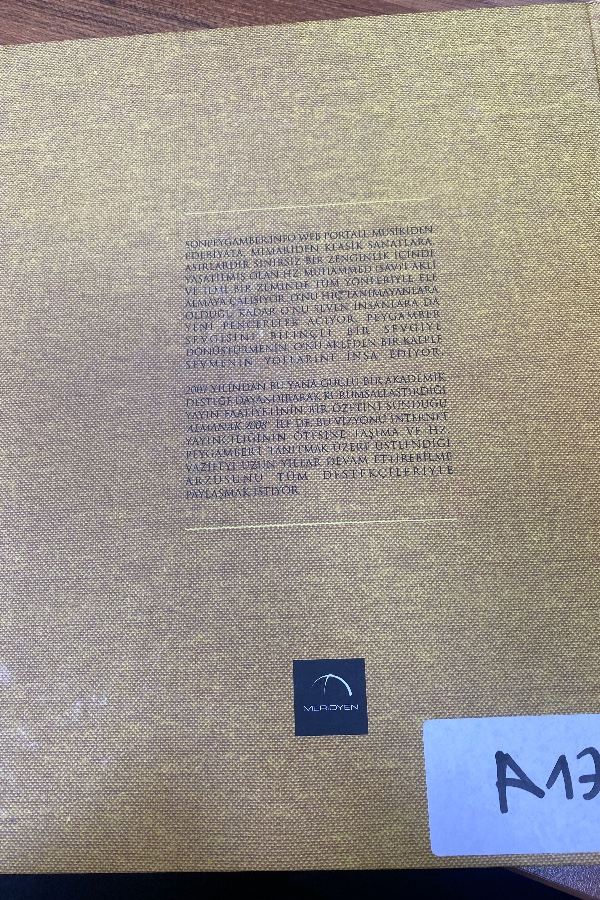 SONPEYGAMBER.INFO WEB PORTALI, MUSİKİDEN
EDEBİYATA, MİMARİDEN KLASİK SANATLARA,
ASIRLARDIR SINIRSIZ BİR ZENGİNLİK İÇİNDE
YAŞATILMIŞ OLAN HZ. MUHAMMED (SAV)'İ AKLİ
VE İLMİ BİR ZEMİNDE TÜM YÖNLERİYLE ELE
ALMAYA ÇALIŞIYOR. O'NU HİÇ TANIMAYANLARA
OLDUĞU KADAR O'NU SEVEN İNSANLARA DA
YENİ PENCERELER AÇIYOR, PEYGAMBER
SEVGİSİNİ BİLİNÇLİ BİR SEVGİYE
DÖNÜŞTÜRMENİN, O'NU AKLEDEN BİR KALPLE
SEVMENİN YOLLARINI İNŞA EDİYOR.
2007 YILINDAN BU YANA GÜÇLÜ BİR AKADEMİK
DESTEĞE DAYANDIRARAK KURUMSALLAŞTIRDIĞI
YAYIN FAALİYETİNİN BİR ÖZETİNİ SUNDUĞU
"ALMANAK 2008" İLE DE, BU VİZYONU İNTERNET
YAYINCILIĞININ ÖTESİNE TAŞIMA VE HZ.
PEYGAMBER'İ TANITMAK ÜZERE ÜSTLENDİĞİ
VAZİFEYİ UZUN YILLAR DEVAM ETTİREBİLME
ARZUSUNU TÜM DESTEKÇİLERİYLE
PAYLAŞMAK İSTİYOR.
MERİDYEN
A17